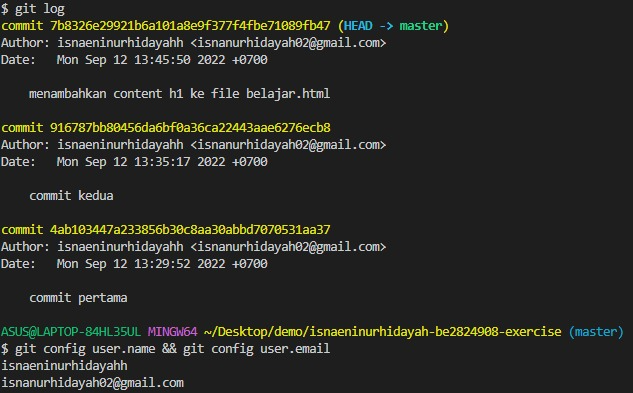 $ git log
commit 7b8326e29921b6a101a8e9f377f4fbe71089fb47 (HEAD -> master)
Author: isnaeninurhidayahh <isnanurhidayah02@gmail.com>
Date:   Mon Sep 12 13:45:50 2022 +0700

    menambahkan content h1 ke file belajar.html

commit 916787bb80456da6bf0a36ca22443aae6276ecb8
Author: isnaeninurhidayahh <isnanurhidayah02@gmail.com>
Date:   Mon Sep 12 13:35:17 2022 +0700

    commit kedua

commit 4ab103447a233856b30c8aa30abbd7070531aa37
Author: isnaeninurhidayahh <isnanurhidayah02@gmail.com>
Date:   Mon Sep 12 13:29:52 2022 +0700

    commit pertama

ASUS@LAPTOP-84HL35UL MINGW64 ~/Desktop/demo/isnaeninurhidayah-be2824908-exercise (master)
$ git config user.name && git config user.email
isnaeninurhidayahh
isnanurhidayah02@gmail.com